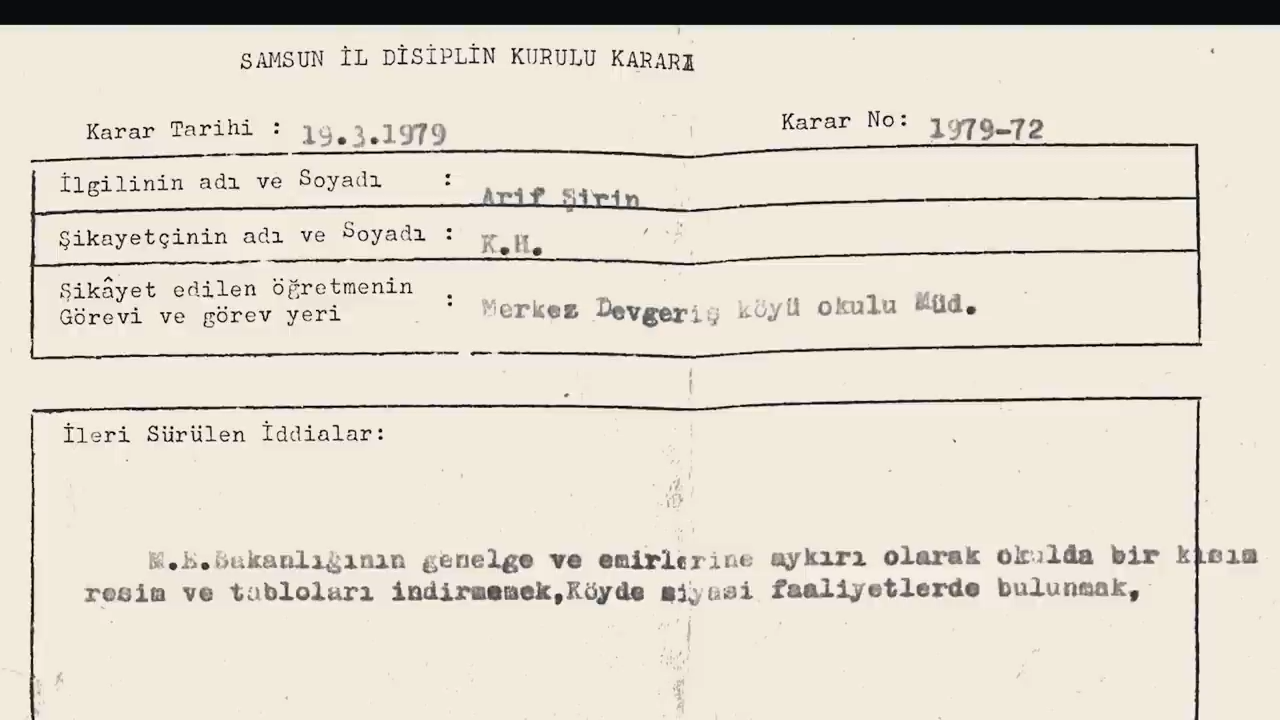 SAMSUN İL DİSİPLİN KURULU KARARI
Karar Tarihi : 19.3.1979
Karar No: 1979-72
İlgilinin adı ve Soyadı : Arif Şirin
Şikayetçinin adı ve Soyadı : K.H.
Şikâyet edilen öğretmenin
Görevi ve görev yeri : Merkez Devgeriş köyü okulu Müd.
İleri Sürülen İddialar:
M.E.Bakanlığının genelge ve emirlerine aykırı olarak okulda bir kısım
resim ve tabloları indirmemek,Köyde siyasi faaliyetlerde bulunmak,